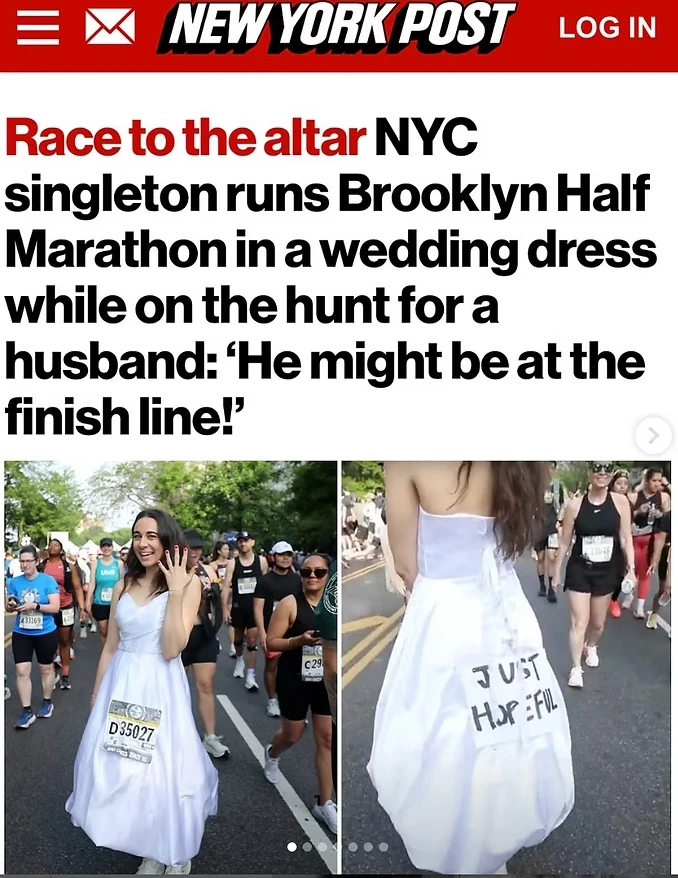 NEW YORK POST
LOG IN
Race to the altar NYC
singleton runs Brooklyn Half
Marathon in a wedding dress
while on the hunt for a
husband: ‘He might be at the
finish line!’
D35027
C29
JUST
HOPEFUL